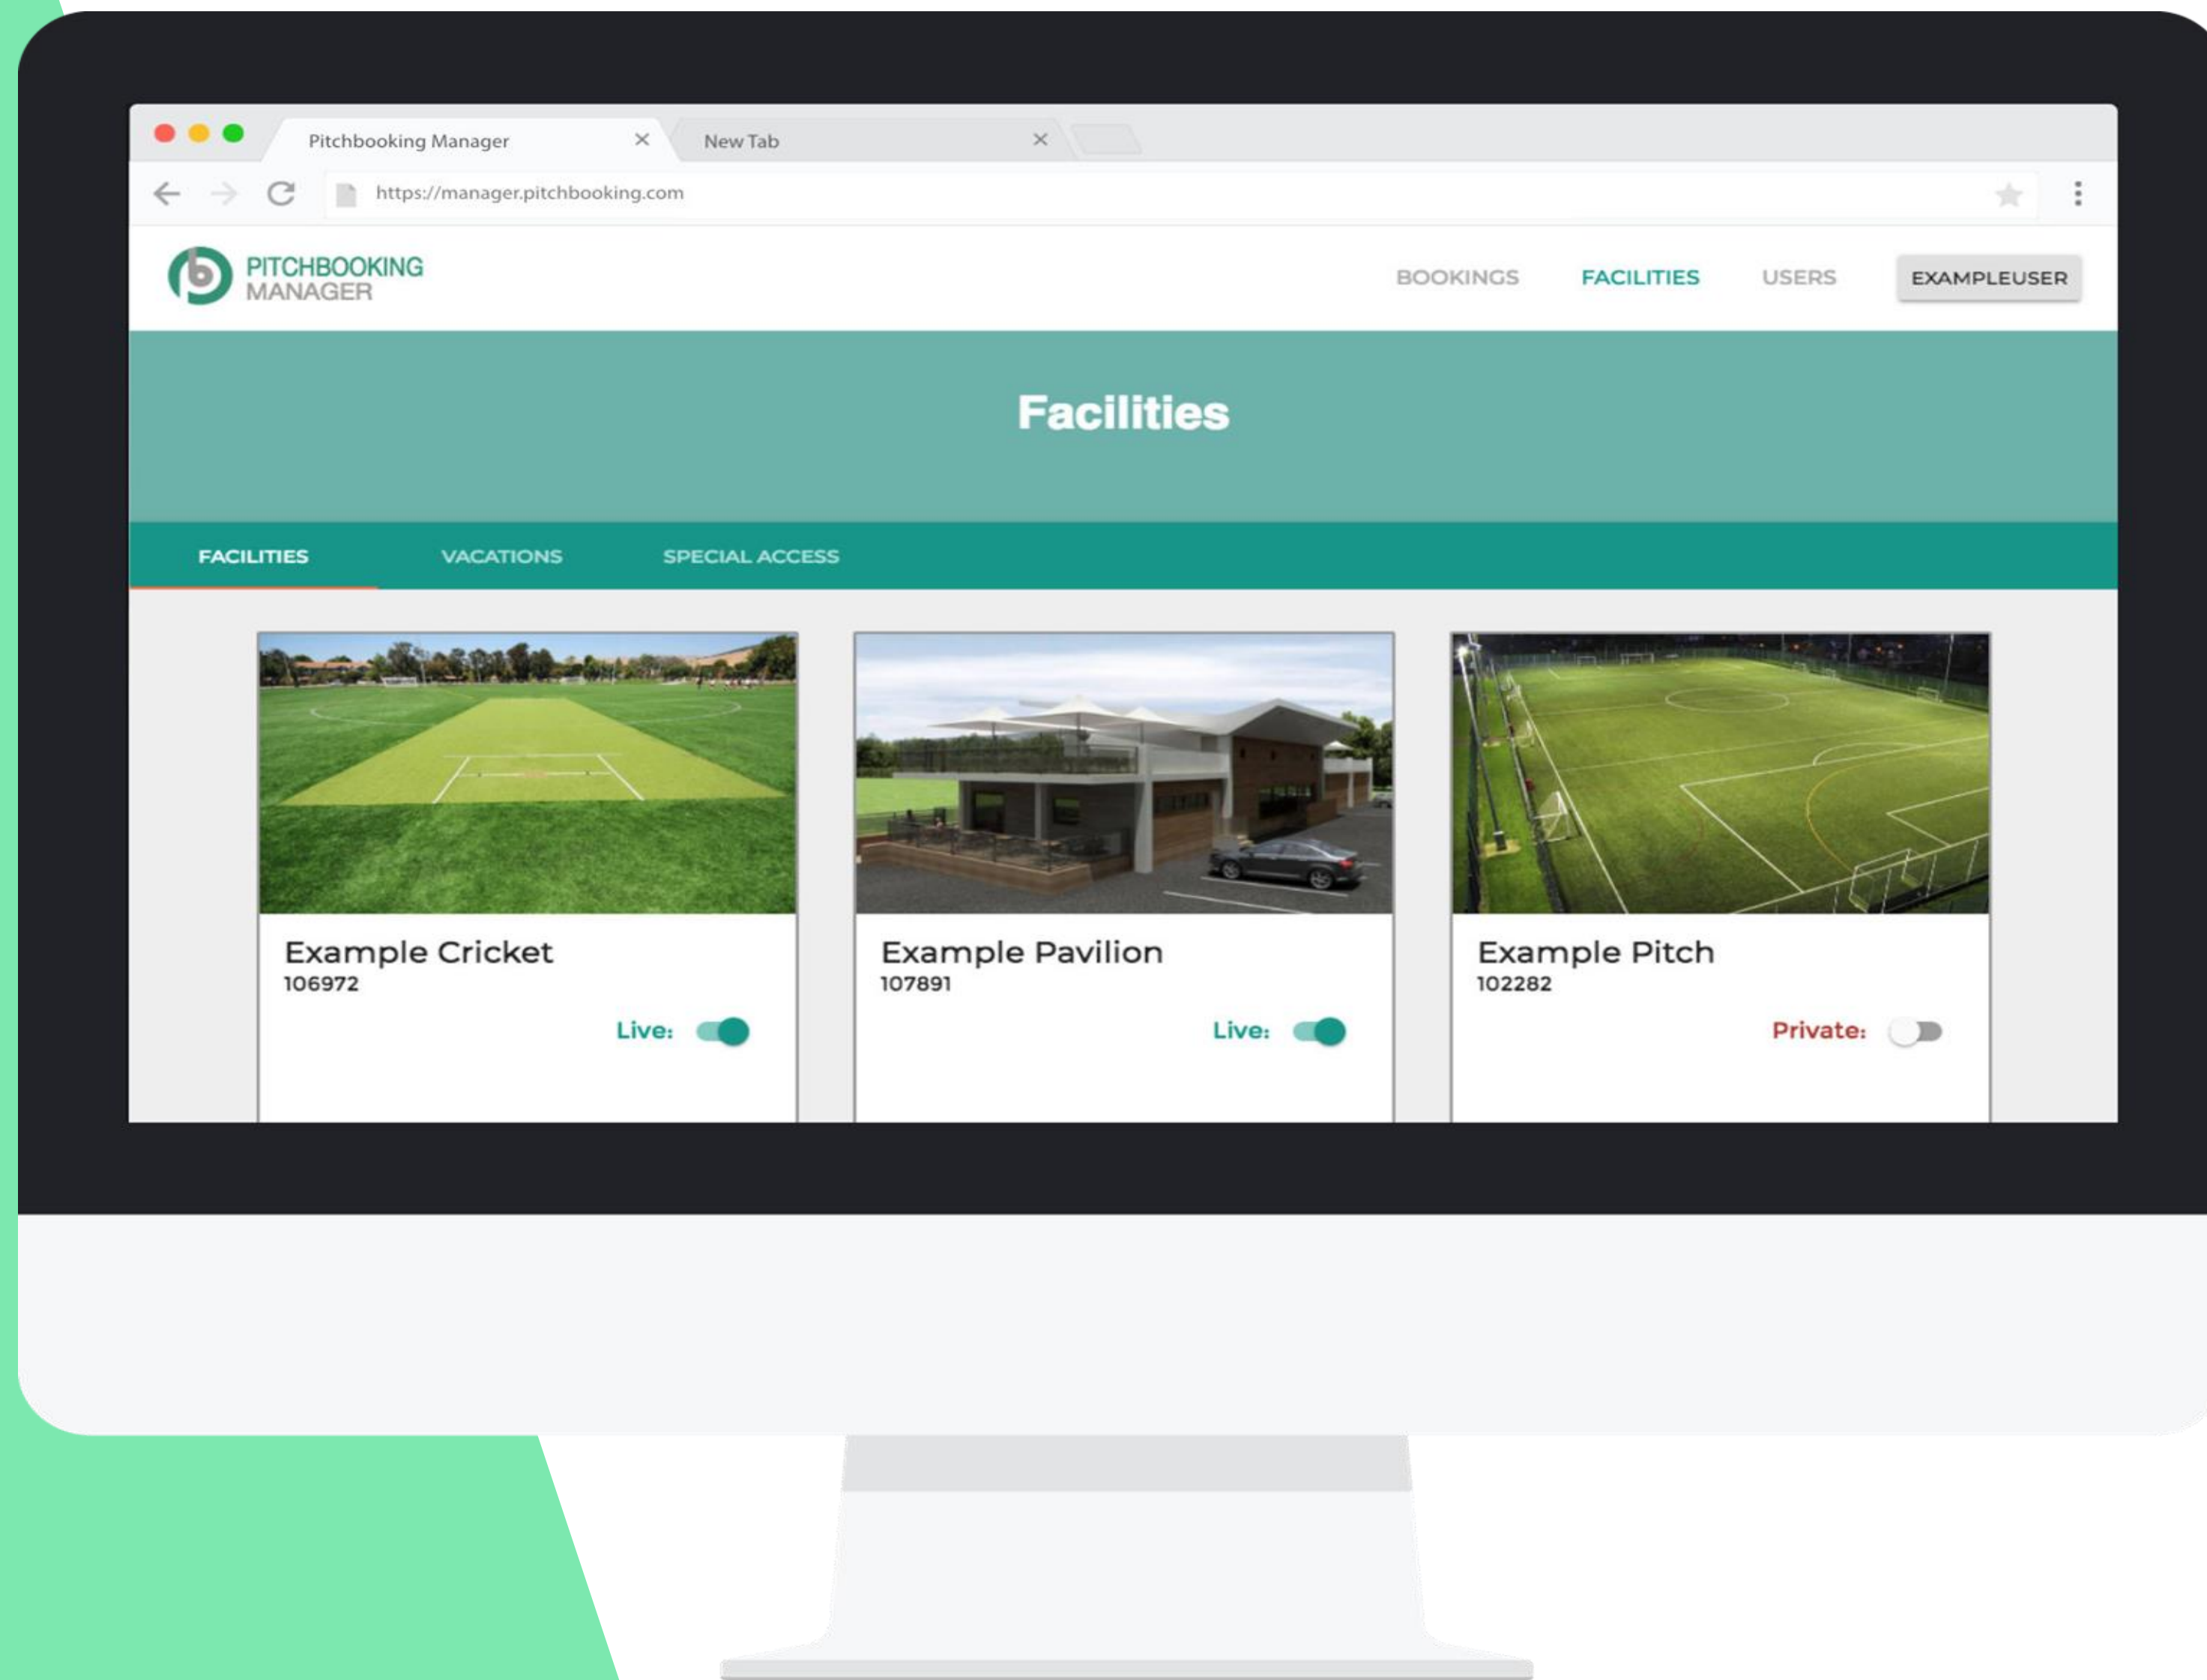 Pitchbooking Manager
New Tab
https://manager.pitchbooking.com
PITCHBOOKING
MANAGER
BOOKINGS FACILITIES USERS EXAMPLEUSER
Facilities
FACILITIES VACATIONS SPECIAL ACCESS
Example Cricket
106972
Live:
Example Pavilion
107891
Live:
Example Pitch
102282
Private: